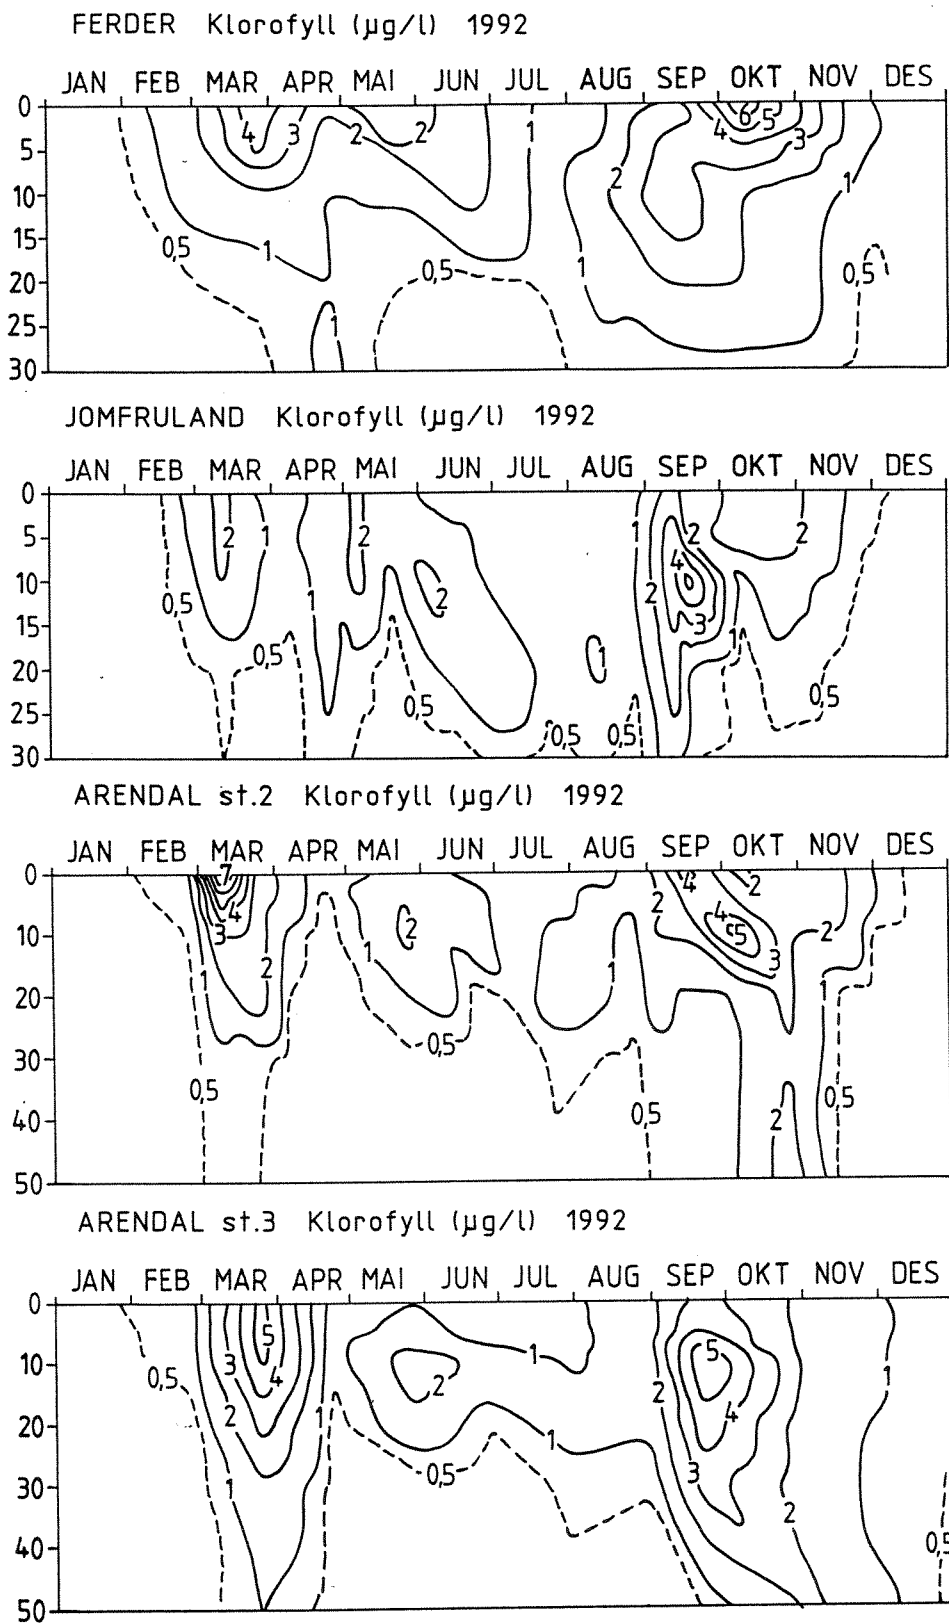 FERDER Klorofyll (µg/l) 1992
JAN FEB MAR APR MAI JUN JUL AUG SEP OKT NOV DES
0
4 3 2 2 1 4 6 5 3
5
2 1
10
15
0,5 1 0,5 1 0,5
20
25
1
30
JOMFRULAND Klorofyll (µg/l) 1992
JAN FEB MAR APR MAI JUN JUL AUG SEP OKT NOV DES
0
5
2 1 2 1 2 2
4
10
0,5 1 2 2
15
3 1
0,5 1
20
0,5 0,5
25
0,5 0,5
30
ARENDAL st.2 Klorofyll (µg/l) 1992
JAN FEB MAR APR MAI JUN JUL AUG SEP OKT NOV DES
7
0
4 2
4 2 4
10
3 2 5 2
1 2 1 1 3
20
1
30
0,5
0,5 0,5
40
0,5 2
50
ARENDAL st.3 Klorofyll (µg/l) 1992
JAN FEB MAR APR MAI JUN JUL AUG SEP OKT NOV DES
0
5
1 5
10
3 4 1
0,5 2 2
20
2 1 4
1
30
1 0,5 3
2
40
0,5
50